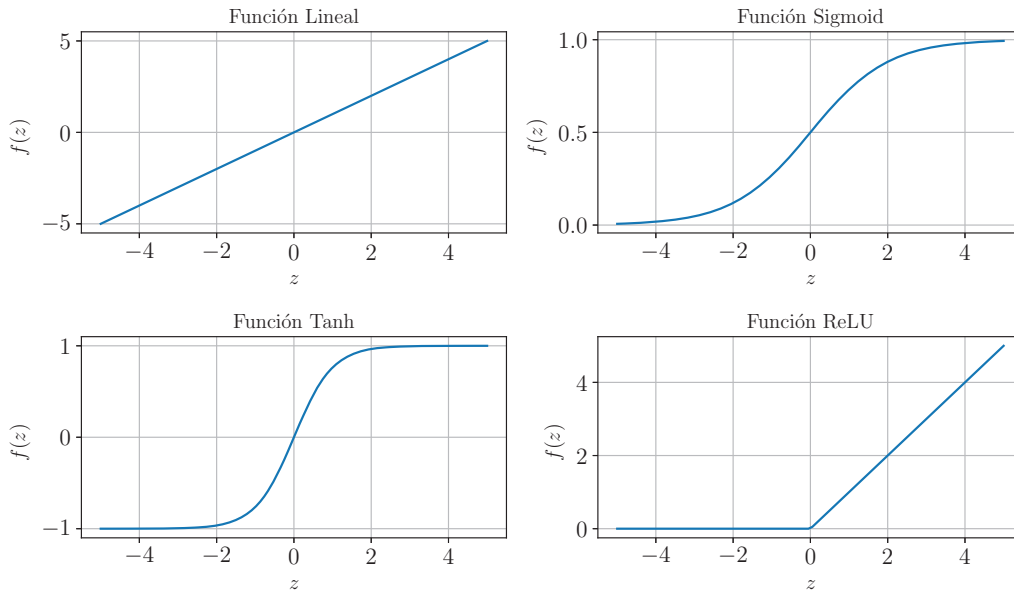 Función Lineal
5
0
−5
f(z)
−4 −2 0 2 4
z
Función Sigmoid
1.0
0.5
0.0
f(z)
−4 −2 0 2 4
z
Función Tanh
1
0
−1
f(z)
−4 −2 0 2 4
z
Función ReLU
4
2
0
f(z)
−4 −2 0 2 4
z